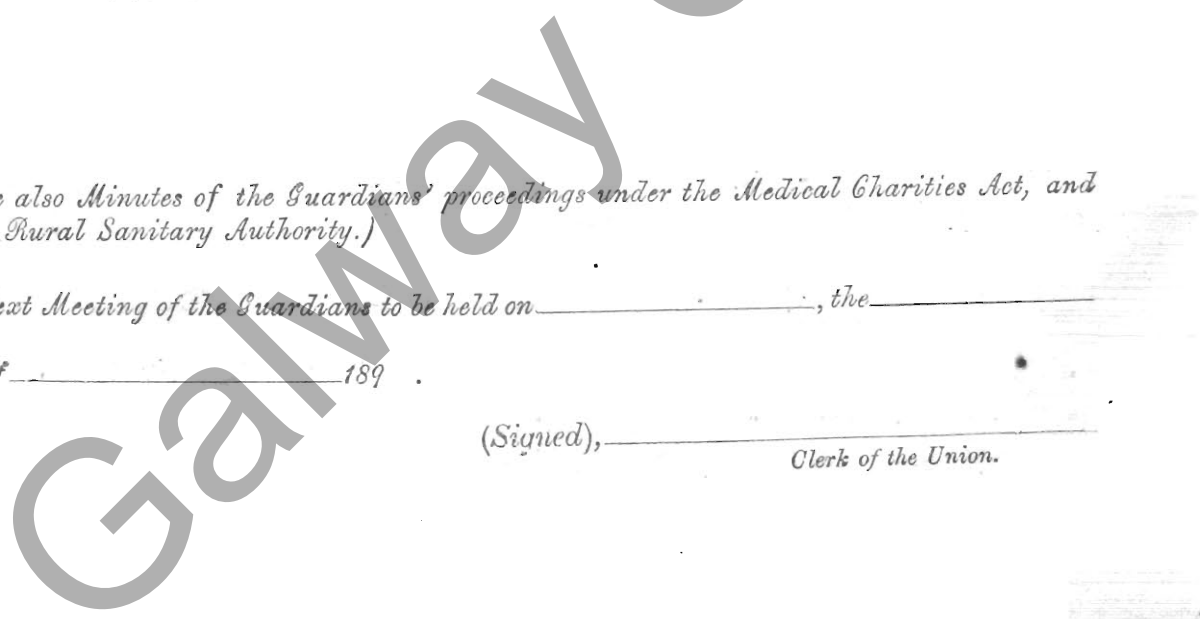 also Minutes of the Guardians' proceedings under the Medical Charities Act, and
Rural Sanitary Authority.)
ext Meeting of the Guardians to be held on , the
189 .
(Signed),
Clerk of the Union.
Galway